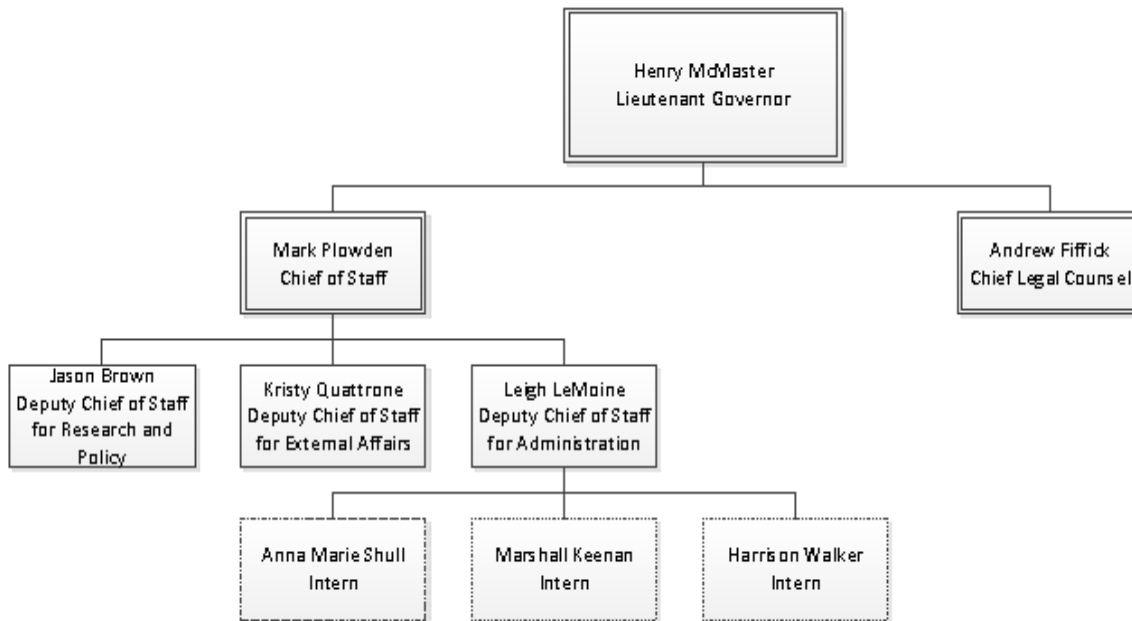 Henry McMaster
Lieutenant Governor
Mark Plowden
Chief of Staff
Andrew Fiffick
Chief Legal Counsel
Jason Brown
Deputy Chief of Staff
for Research and
Policy
Kristy Quattrone
Deputy Chief of Staff
for External Affairs
Leigh LeMoine
Deputy Chief of Staff
for Administration
Anna Marie Shull
Intern
Marshall Keenan
Intern
Harrison Walker
Intern